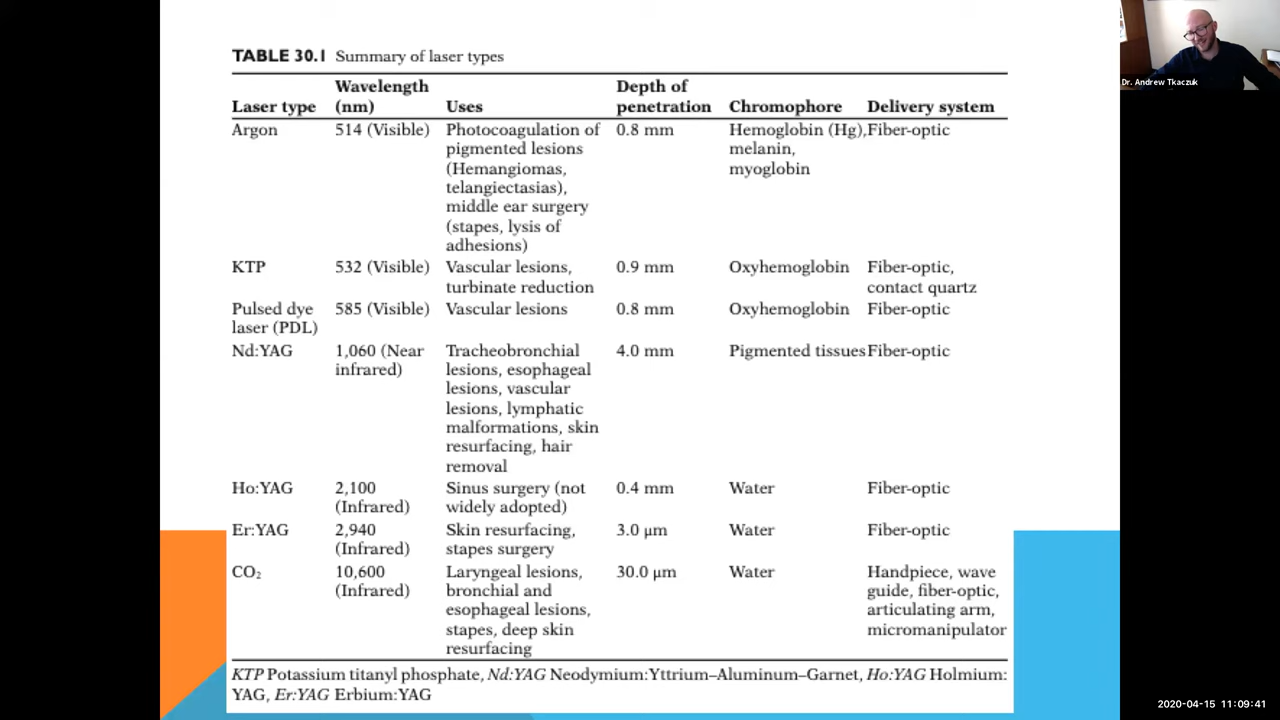 TABLE 30.1 Summary of laser types
Wavelength Depth of
Laser type (nm) Uses penetration Chromophore Delivery system
Argon 514 (Visible) Photocoagulation of 0.8 mm Hemoglobin (Hg), Fiber-optic
pigmented lesions melanin,
(Hemangiomas, myoglobin
telangiectasias),
middle ear surgery
(stapes, lysis of
adhesions)
KTP 532 (Visible) Vascular lesions, 0.9 mm Oxyhemoglobin Fiber-optic,
turbinate reduction contact quartz
Pulsed dye 585 (Visible) Vascular lesions 0.8 mm Oxyhemoglobin Fiber-optic
laser (PDL)
Nd:YAG 1,060 (Near Tracheobronchial 4.0 mm Pigmented tissues Fiber-optic
infrared) lesions, esophageal
lesions, vascular
lesions, lymphatic
malformations, skin
resurfacing, hair
removal
Ho:YAG 2,100 Sinus surgery (not 0.4 mm Water Fiber-optic
(Infrared) widely adopted)
Er:YAG 2,940 Skin resurfacing, 3.0 μm Water Fiber-optic
(Infrared) stapes surgery
CO₂ 10,600 Laryngeal lesions, 30.0 μm Water Handpiece, wave
(Infrared) bronchial and guide, fiber-optic,
esophageal lesions, articulating arm,
stapes, deep skin micromanipulator
resurfacing
KTP Potassium titanyl phosphate, Nd:YAG Neodymium:Yttrium–Aluminum–Garnet, Ho:YAG Holmium:
YAG, Er:YAG Erbium:YAG
Dr. Andrew Tkaczuk
2020-04-15 11:09:41